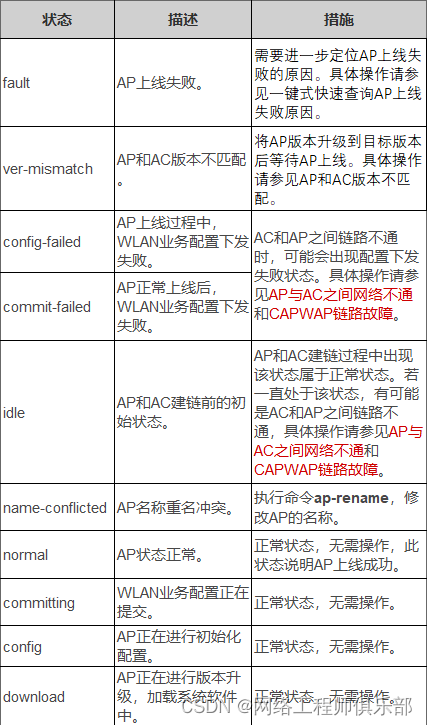 状态 描述 措施
fault
AP上线失败。
需要进一步定位AP上线失
败的原因。具体操作请参
见一键式快速查询AP上线
失败原因。
ver-mismatch
AP和AC版本不匹配
。
将AP版本升级到目标版本
后等待AP上线。具体操作
请参见AP和AC版本不匹
配。
config-failed
AP上线过程中，
WLAN业务配置下发
失败。
AC和AP之间链路不通
时，可能会出现配置下发
失败状态。具体操作请参
见AP与AC之间网络不通
和CAPWAP链路故障。
commit-failed
AP正常上线后，
WLAN业务配置下发
失败。
idle
AP和AC建链前的初
始状态。
AP和AC建链过程中出现
该状态属于正常状态。若
一直处于该状态，有可能
是AC和AP之间链路不
通，具体操作请参见AP与
AC之间网络不通和
CAPWAP链路故障。
name-conflicted
AP名称重名冲突。
执行命令ap-rename，修
改AP的名称。
normal
AP状态正常。
正常状态，无需操作，此
状态说明AP上线成功。
committing
WLAN业务配置正在
提交。
正常状态，无需操作。
config
AP正在进行初始化
配置。
正常状态，无需操作。
download
AP正在进行版本升
级，加载系统软件
中。
正常状态，无需操作。
CSDN @网络工程师俱乐部